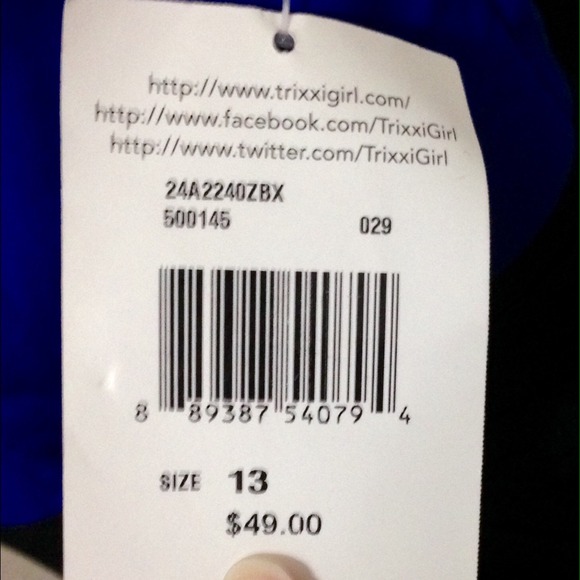 http://www.trixxigirl.com/
http://www.facebook.com/TrixxiGirl
http://www.twitter.com/TrixxiGirl
24A2240ZBX
500145 029
8 89387 54079 4
SIZE 13
$49.00